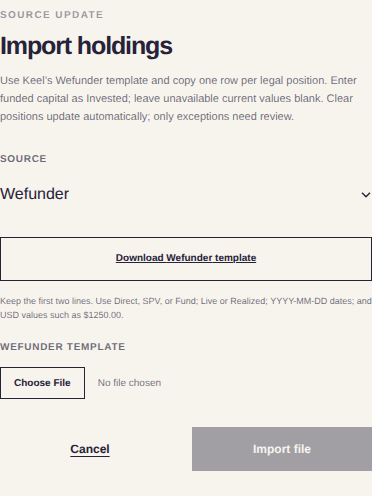 SOURCE UPDATE
Import holdings
Use Keel's Wefunder template and copy one row per legal position. Enter
funded capital as Invested; leave unavailable current values blank. Clear
positions update automatically; only exceptions need review.
SOURCE
Wefunder
Download Wefunder template
Keep the first two lines. Use Direct, SPV, or Fund; Live or Realized; YYYY-MM-DD dates; and
USD values such as $1250.00.
WEFUNDER TEMPLATE
Choose File No file chosen
Cancel Import file